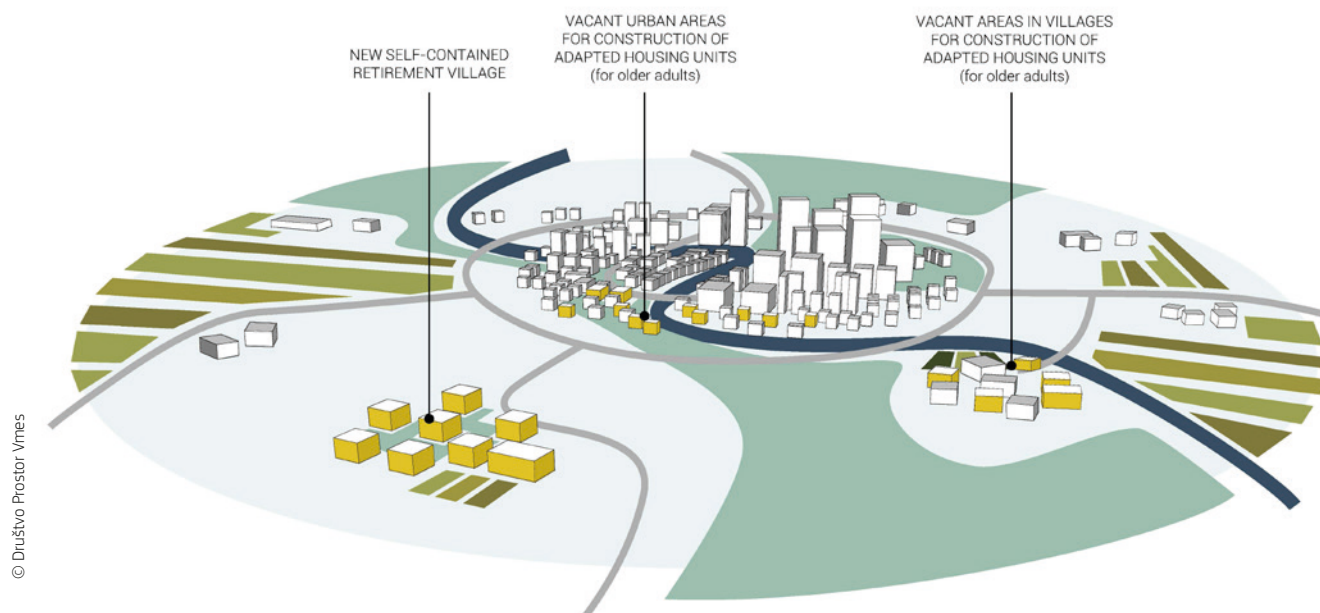 NEW SELF-CONTAINED
RETIREMENT VILLAGE
VACANT URBAN AREAS
FOR CONSTRUCTION OF
ADAPTED HOUSING UNITS
(for older adults)
VACANT AREAS IN VILLAGES
FOR CONSTRUCTION OF
ADAPTED HOUSING UNITS
(for older adults)
© Društvo Prostor Vmes